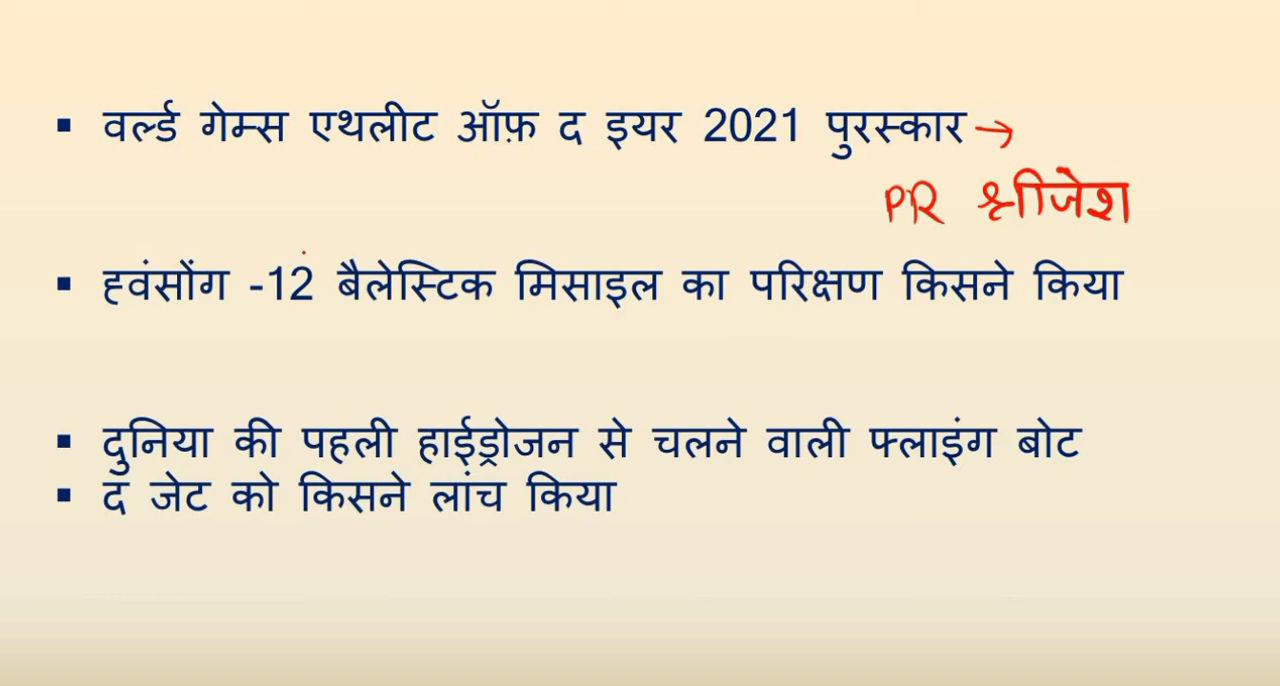 ▪ वर्ल्ड गेम्स एथलीट ऑफ़ द इयर 2021 पुरस्कार →
PR श्रीजेश
▪ ह्वंसोंग -12 बैलेस्टिक मिसाइल का परिक्षण किसने किया
▪ दुनिया की पहली हाईड्रोजन से चलने वाली फ्लाइंग बोट
▪ द जेट को किसने लांच किया